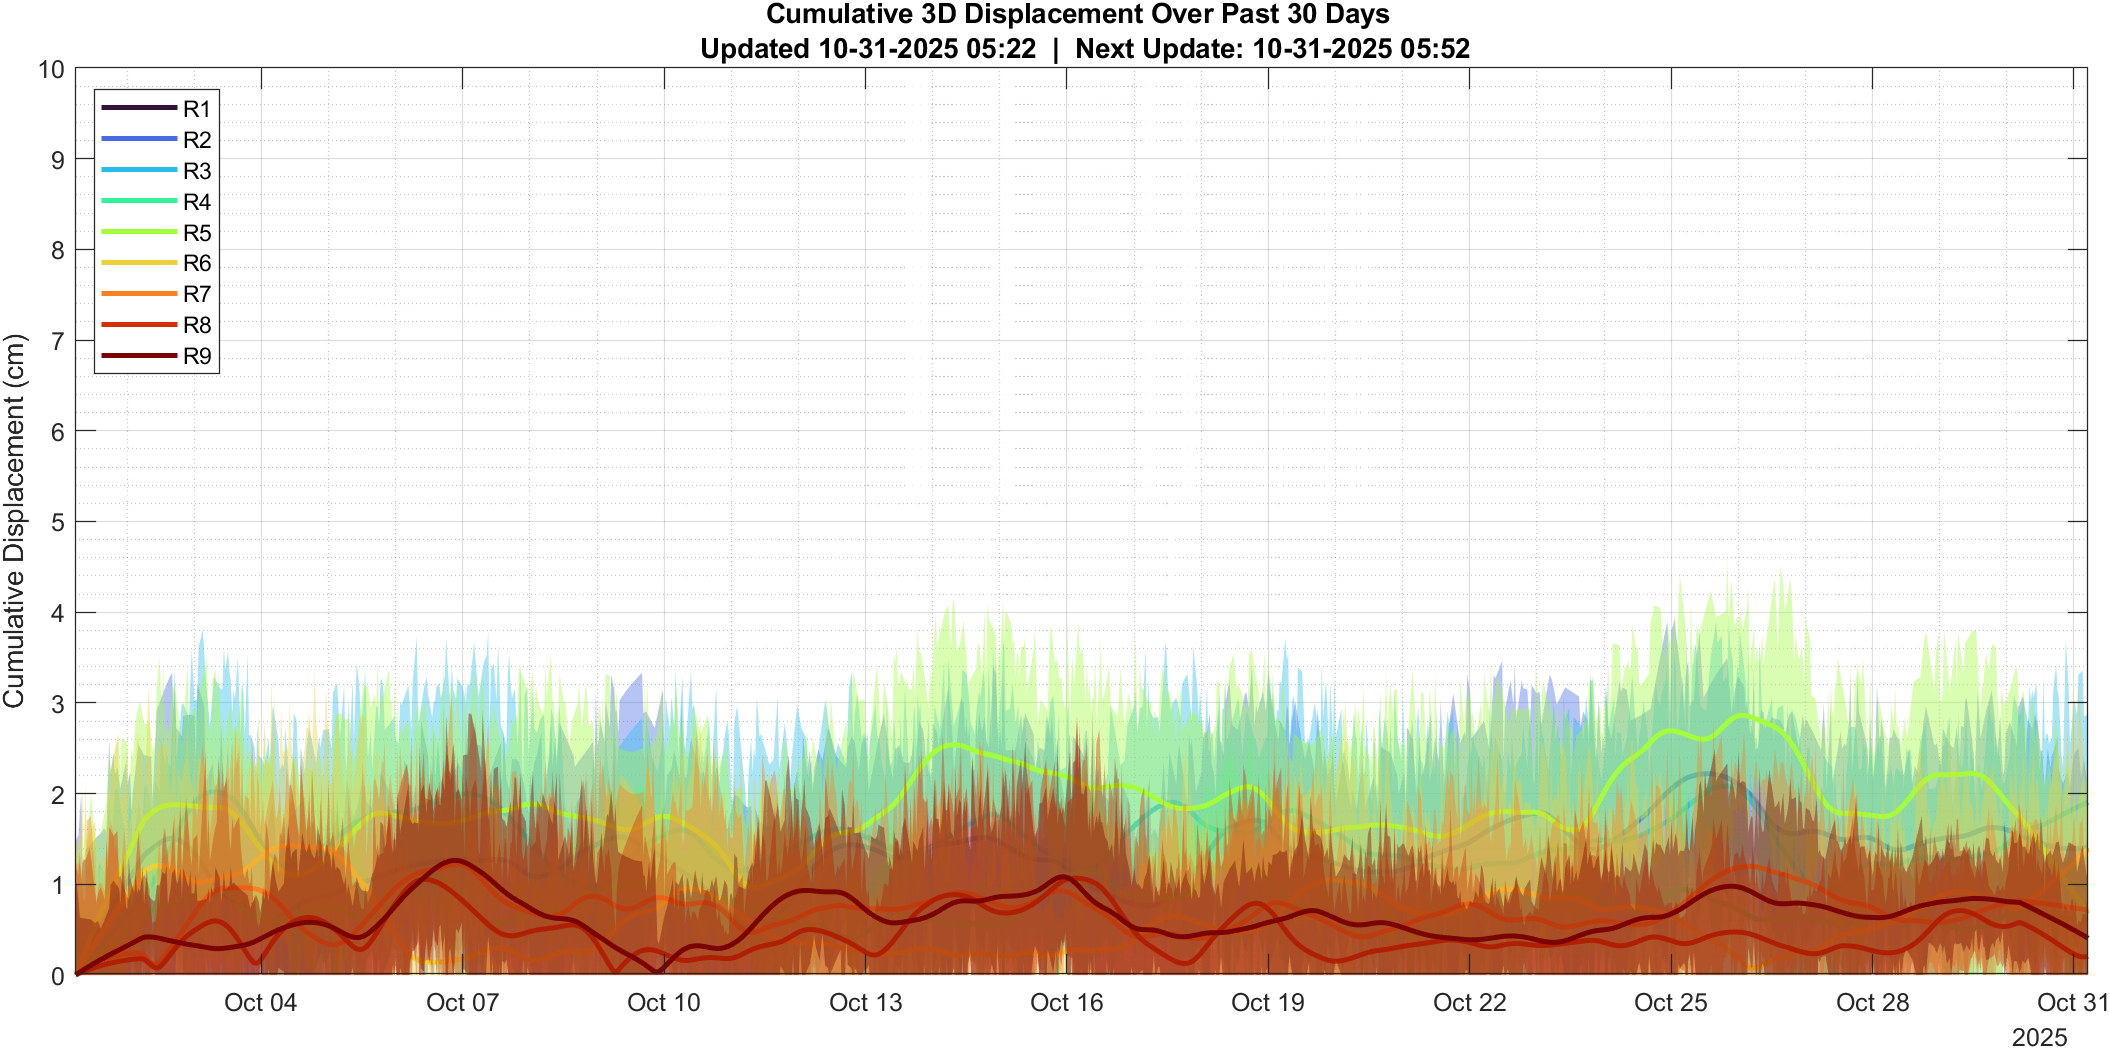 Cumulative 3D Displacement Over Past 30 Days
Updated 10-31-2025 05:22 | Next Update: 10-31-2025 05:52
10
9
8
7
6
5
4
3
2
1
0
Cumulative Displacement (cm)
R1
R2
R3
R4
R5
R6
R7
R8
R9
Oct 04
Oct 07
Oct 10
Oct 13
Oct 16
Oct 19
Oct 22
Oct 25
Oct 28
Oct 31
2025